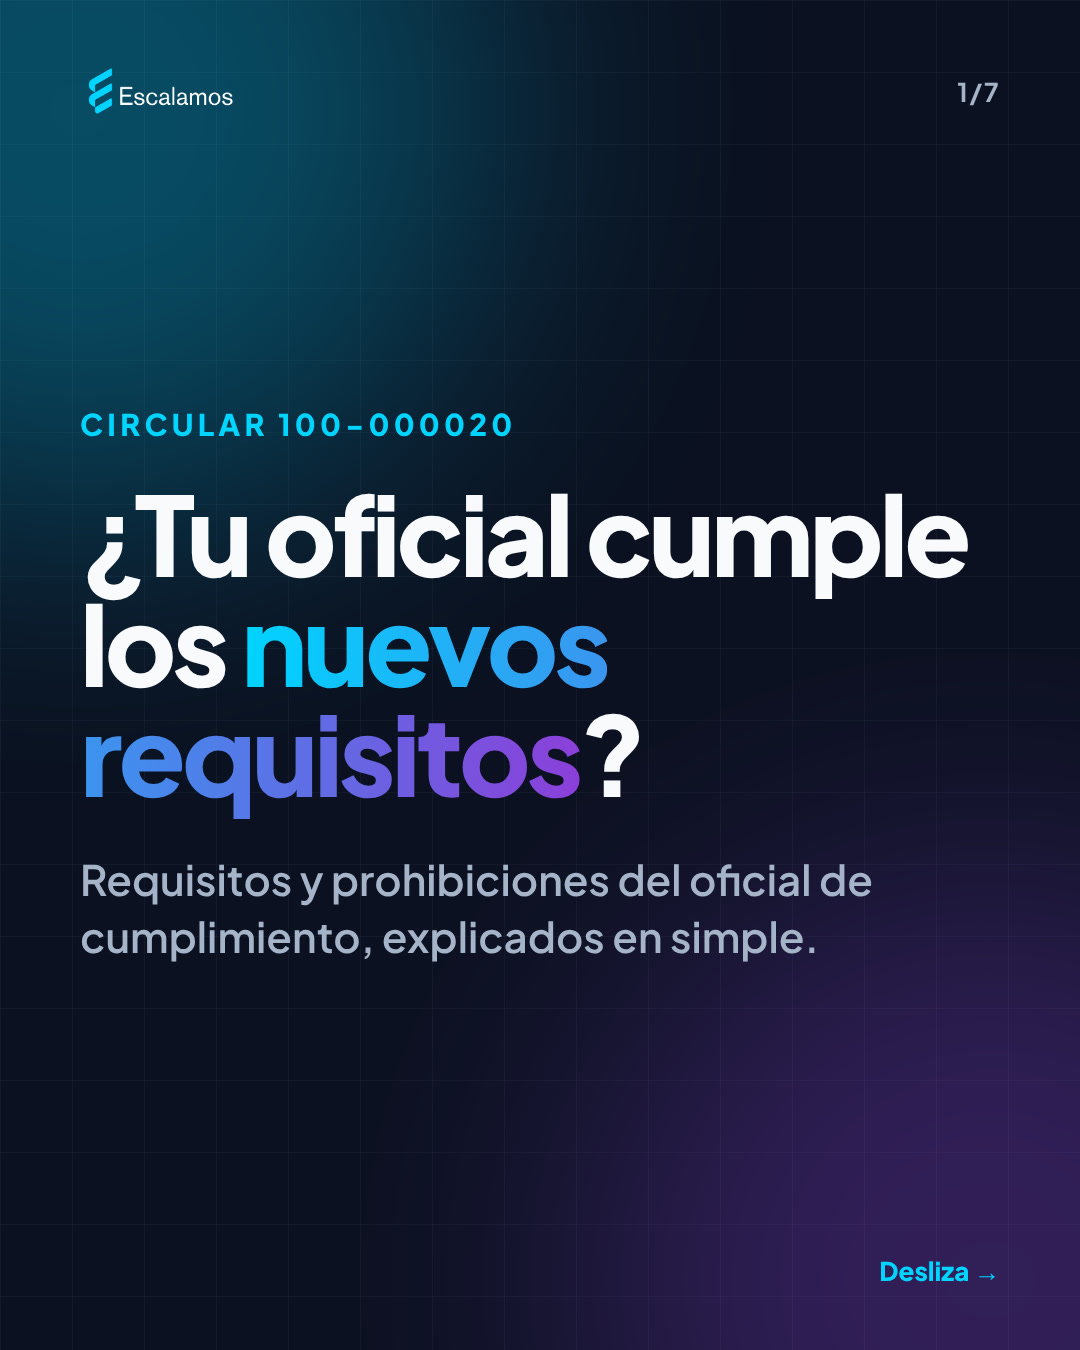 Escalamos
1/7
CIRCULAR 100-000020
¿Tu oficial cumple
los nuevos
requisitos?
Requisitos y prohibiciones del oficial de
cumplimiento, explicados en simple.
Desliza →